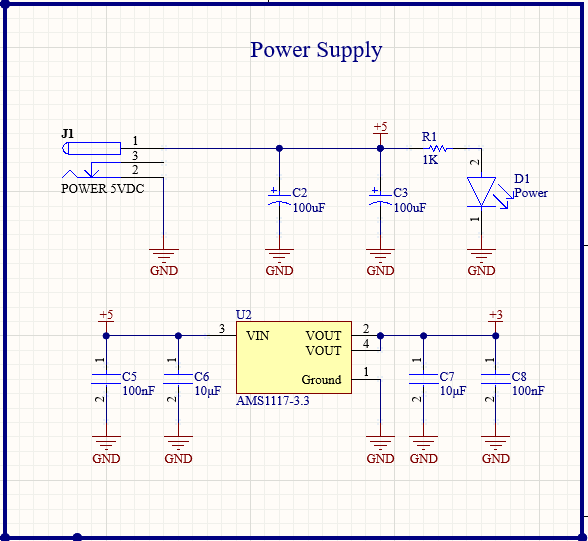 Power Supply
+5
J1
1
3
2
POWER 5VDC
R1
1K
2
D1
Power
1
+
C2
100uF
+
C3
100uF
GND
GND
GND
GND
+5
U2
+3
3
VIN
VOUT
2
VOUT
4
Ground
1
AMS1117-3.3
1
C5
100nF
2
1
C6
10µF
2
1
C7
10µF
2
1
C8
100nF
2
GND
GND
GND
GND
GND